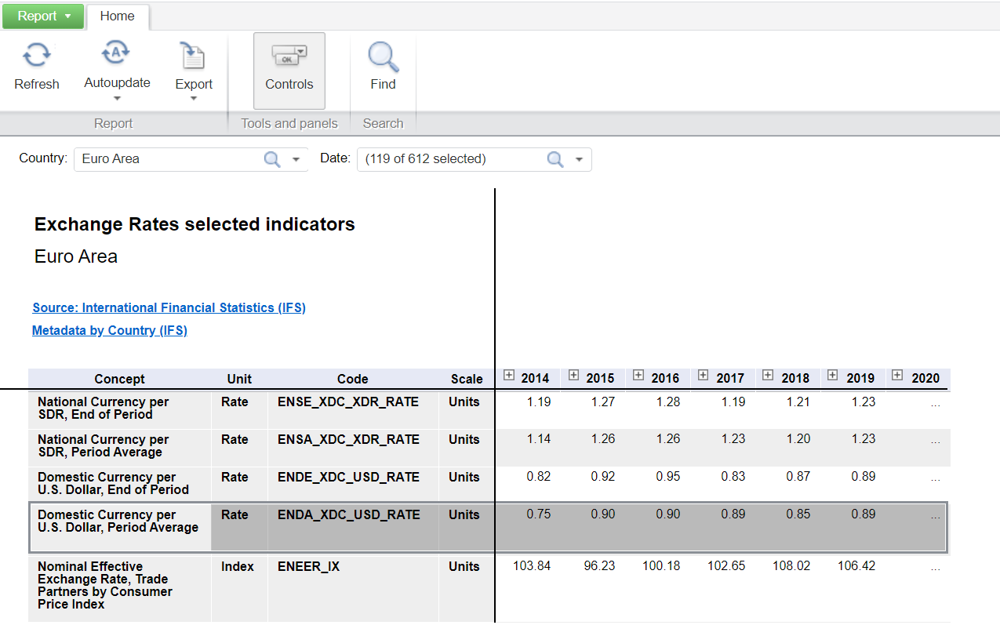 Report Home
Refresh Autoupdate Export Controls OK Find
Report Tools and panels Search
Country: Euro Area Date: (119 of 612 selected)
Exchange Rates selected indicators
Euro Area
Source: International Financial Statistics (IFS)
Metadata by Country (IFS)
Concept Unit Code Scale 2014 2015 2016 2017 2018 2019 2020
National Currency per Rate ENSE_XDC_XDR_RATE Units 1.19 1.27 1.28 1.19 1.21 1.23 ...
SDR, End of Period
National Currency per Rate ENSA_XDC_XDR_RATE Units 1.14 1.26 1.26 1.23 1.20 1.23 ...
SDR, Period Average
Domestic Currency per Rate ENDE_XDC_USD_RATE Units 0.82 0.92 0.95 0.83 0.87 0.89 ...
U.S. Dollar, End of Period
Domestic Currency per Rate ENDA_XDC_USD_RATE Units 0.75 0.90 0.90 0.89 0.85 0.89 ...
U.S. Dollar, Period Average
Nominal Effective Index ENEER_IX Units 103.84 96.23 100.18 102.65 108.02 106.42 ...
Exchange Rate, Trade
Partners by Consumer
Price Index